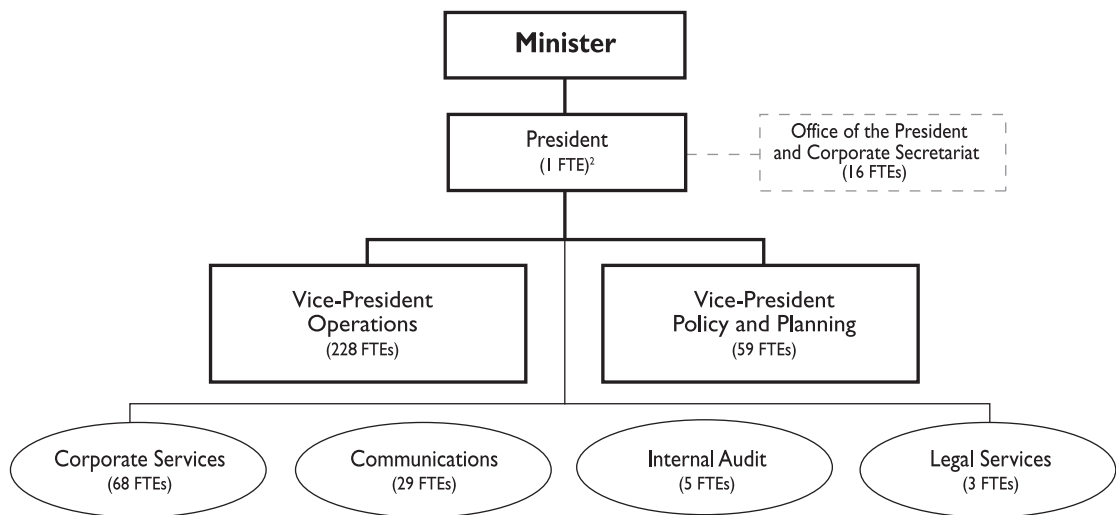 Minister
President
(1 FTE)²
Office of the President
and Corporate Secretariat
(16 FTEs)
Vice-President
Operations
(228 FTEs)
Vice-President
Policy and Planning
(59 FTEs)
Corporate Services
(68 FTEs)
Communications
(29 FTEs)
Internal Audit
(5 FTEs)
Legal Services
(3 FTEs)